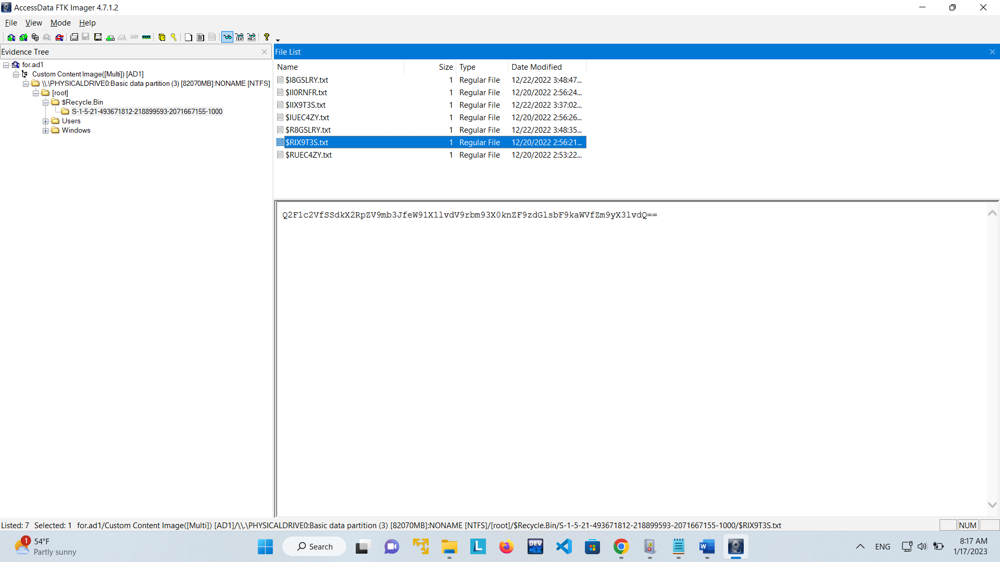 AccessData FTK Imager 4.7.1.2
File View Mode Help
TEXT HEX
Evidence Tree
for.ad1
Custom Content Image([Multi]) [AD1]
\\.\PHYSICALDRIVE0:Basic data partition (3) [82070MB]:NONAME [NTFS]
[root]
$Recycle.Bin
S-1-5-21-493671812-218899593-2071667155-1000
Users
Windows
File List
Name Size Type Date Modified
$I8GSLRY.txt 1 Regular File 12/22/2022 3:48:47...
$II0RNFR.txt 1 Regular File 12/20/2022 2:56:24...
$IIX9T3S.txt 1 Regular File 12/22/2022 3:37:02...
$IUEC4ZY.txt 1 Regular File 12/20/2022 2:56:26...
$R8GSLRY.txt 1 Regular File 12/22/2022 3:48:35...
$RIX9T3S.txt 1 Regular File 12/20/2022 2:56:21...
$RUEC4ZY.txt 1 Regular File 12/20/2022 2:53:22...
Q2F1c2VfSSdkX2RpZV9mb3JfeW91X1lvdV9rbm93X0knZF9zdGlsbF9kaWVfZm9yX3lvdQ==
Listed: 7 Selected: 1 for.ad1/Custom Content Image([Multi]) [AD1]/\\.\PHYSICALDRIVE0:Basic data partition (3) [82070MB]:NONAME [NTFS]/[root]/$Recycle.Bin/S-1-5-21-493671812-218899593-2071667155-1000/$RIX9T3S.txt
NUM
1
54°F
Partly sunny
Search
L
DEV
W
ENG
8:17 AM
1/17/2023